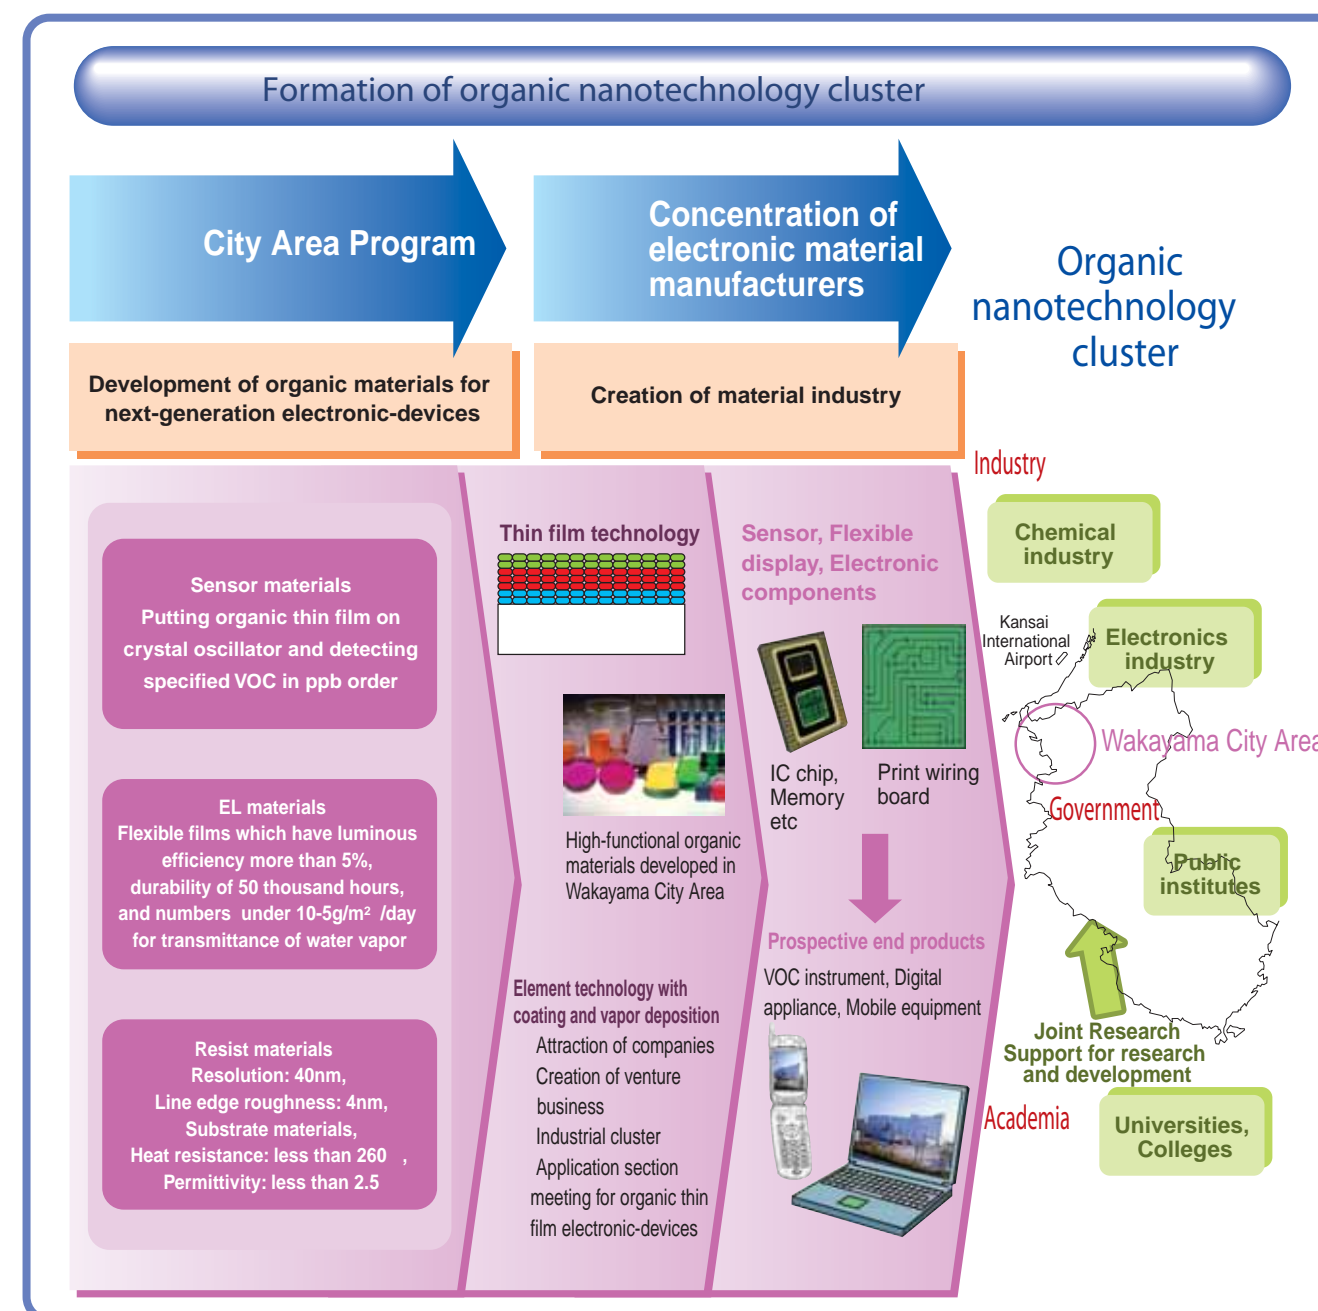 Formation of organic nanotechnology cluster
City Area Program
Concentration of
electronic material
manufacturers
Organic
nanotechnology
cluster
Development of organic materials for
next-generation electronic-devices
Creation of material industry
Sensor materials
Putting organic thin film on
crystal oscillator and detecting
specified VOC in ppb order
EL materials
Flexible films which have luminous
efficiency more than 5%,
durability of 50 thousand hours,
and numbers under 10-5g/m² /day
for transmittance of water vapor
Resist materials
Resolution: 40nm,
Line edge roughness: 4nm,
Substrate materials,
Heat resistance: less than 260 ,
Permittivity: less than 2.5
Thin film technology
High-functional organic
materials developed in
Wakayama City Area
Element technology with
coating and vapor deposition
Attraction of companies
Creation of venture
business
Industrial cluster
Application section
meeting for organic thin
film electronic-devices
Sensor, Flexible
display, Electronic
components
IC chip,
Memory
etc
Print wiring
board
Prospective end products
VOC instrument, Digital
appliance, Mobile equipment
Industry
Chemical
industry
Kansai
International
Airport
Electronics
industry
Wakayama City Area
Government
Public
institutes
Joint Research
Support for research
and development
Academia
Universities,
Colleges